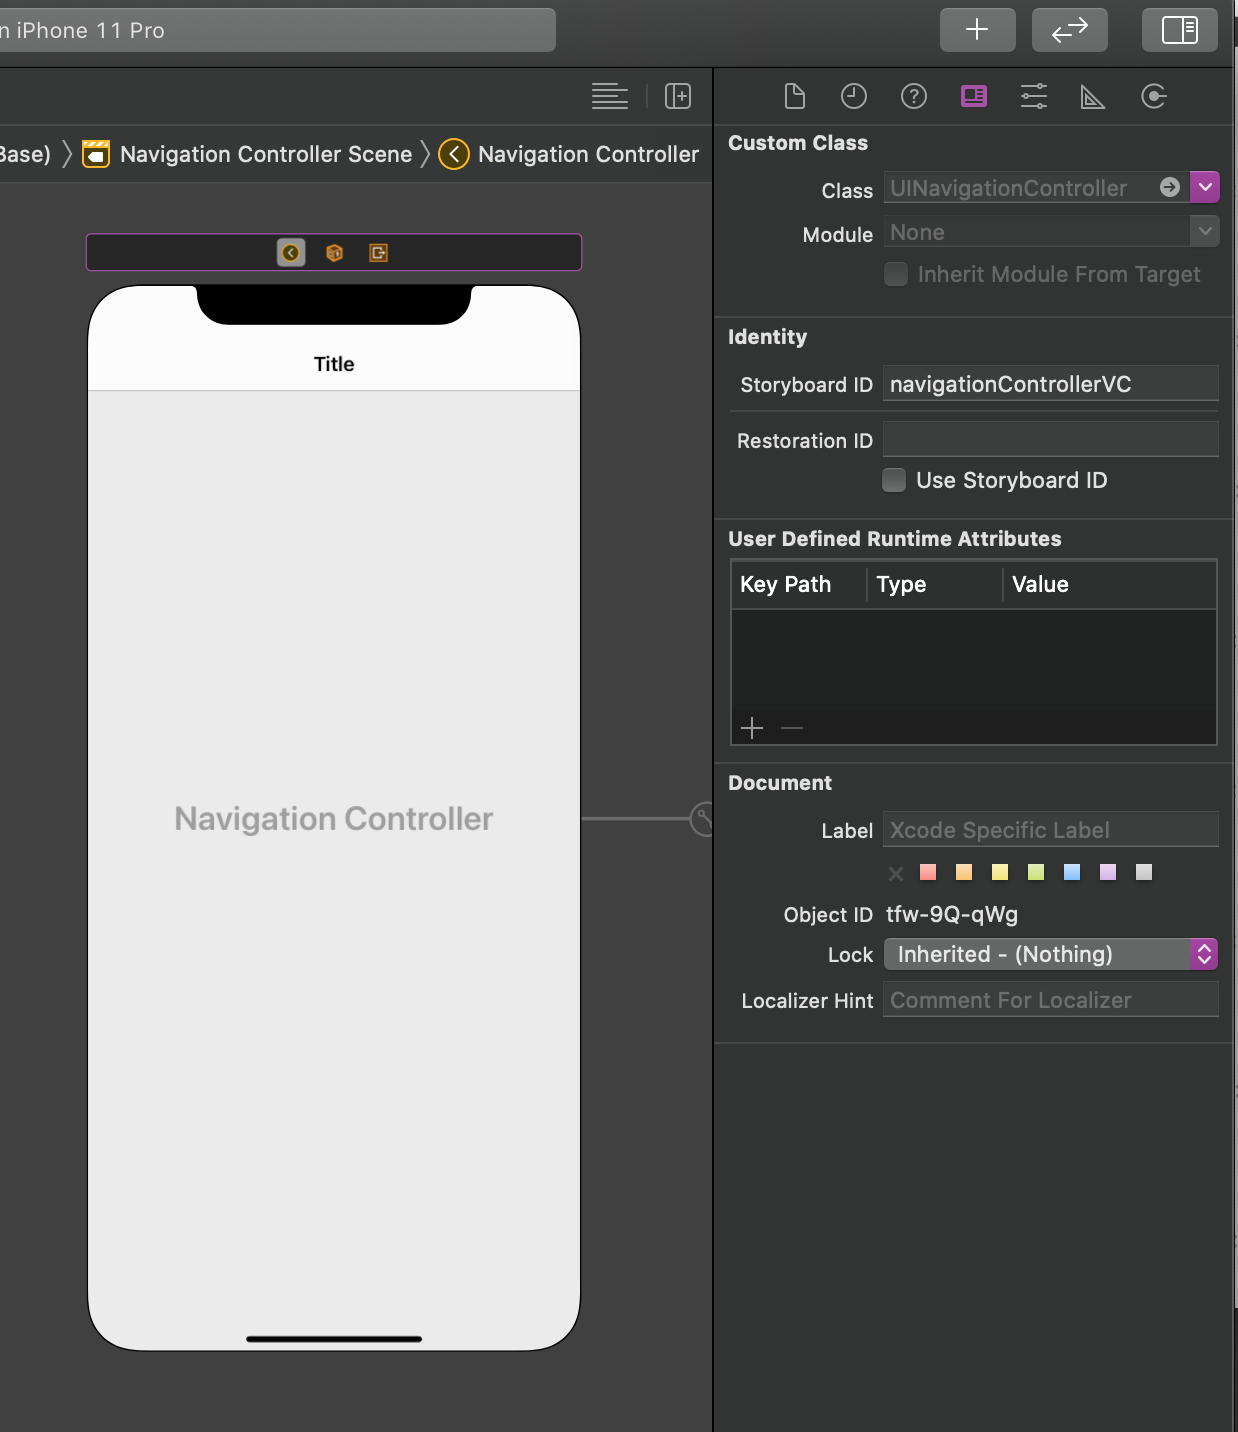 iPhone 11 Pro
Base) Navigation Controller Scene Navigation Controller
Title
Navigation Controller
Custom Class
Class UINavigationController
Module None
Inherit Module From Target
Identity
Storyboard ID navigationControllerVC
Restoration ID
Use Storyboard ID
User Defined Runtime Attributes
Key Path Type Value
Document
Label Xcode Specific Label
Object ID tfw-9Q-qWg
Lock Inherited - (Nothing)
Localizer Hint Comment For Localizer